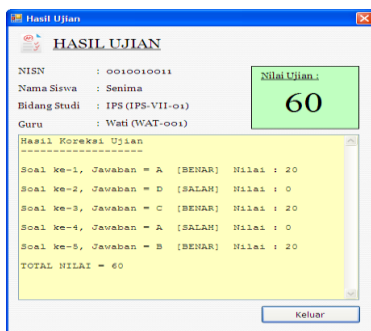 Hasil Ujian
HASIL UJIAN
NISN : 0010010011
Nama Siswa : Senima
Bidang Studi : IPS (IPS-VII-01)
Guru : Wati (WAT-001)
Nilai Ujian :
60
Hasil Koreksi Ujian
-------------------
Soal ke-1, Jawaban = A [BENAR] Nilai : 20
Soal ke-2, Jawaban = D [SALAH] Nilai : 0
Soal ke-3, Jawaban = C [BENAR] Nilai : 20
Soal ke-4, Jawaban = A [SALAH] Nilai : 0
Soal ke-5, Jawaban = B [BENAR] Nilai : 20
TOTAL NILAI = 60
Keluar